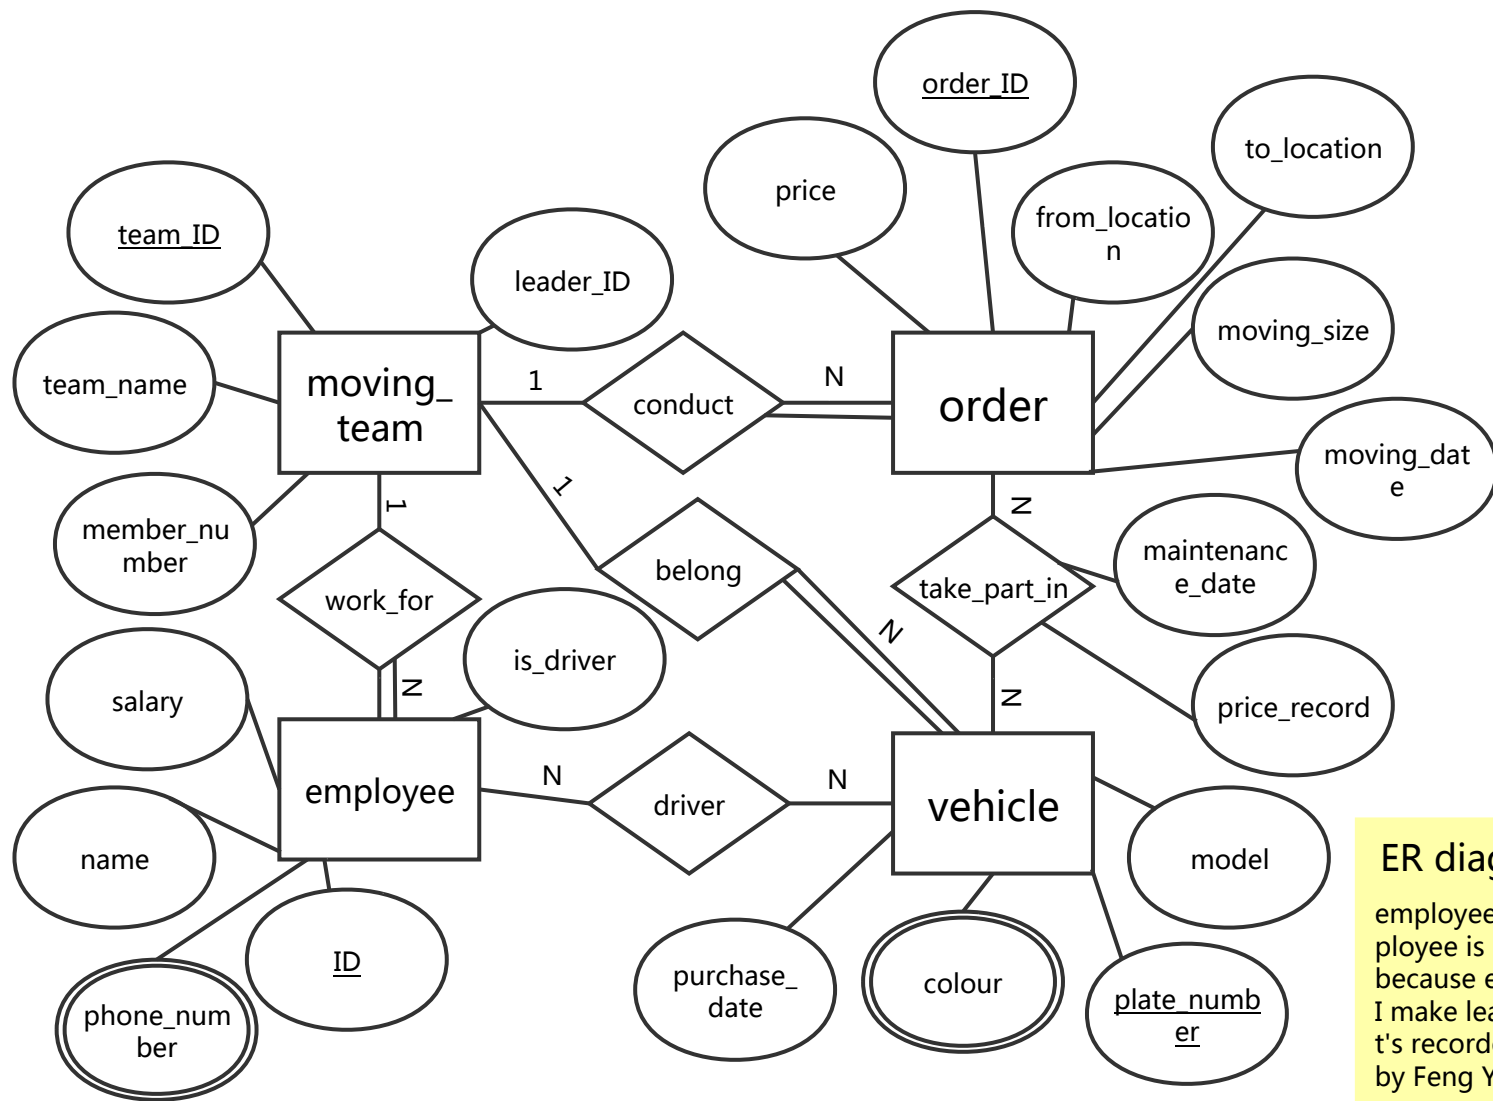 order_ID
to_location
price
from_locatio
n
team_ID
leader_ID
moving_size
team_name
moving_
team
1
conduct
N
order
moving_dat
e
member_nu
mber
1
work_for
N
1
belong
N
N
take_part_in
N
maintenanc
e_date
is_driver
salary
price_record
employee
N
driver
N
vehicle
name
model
ID
phone_num
ber
purchase_
date
colour
plate_numb
er
ER diag
employee
ployee is
because e
I make lea
t's recorde
by Feng Y